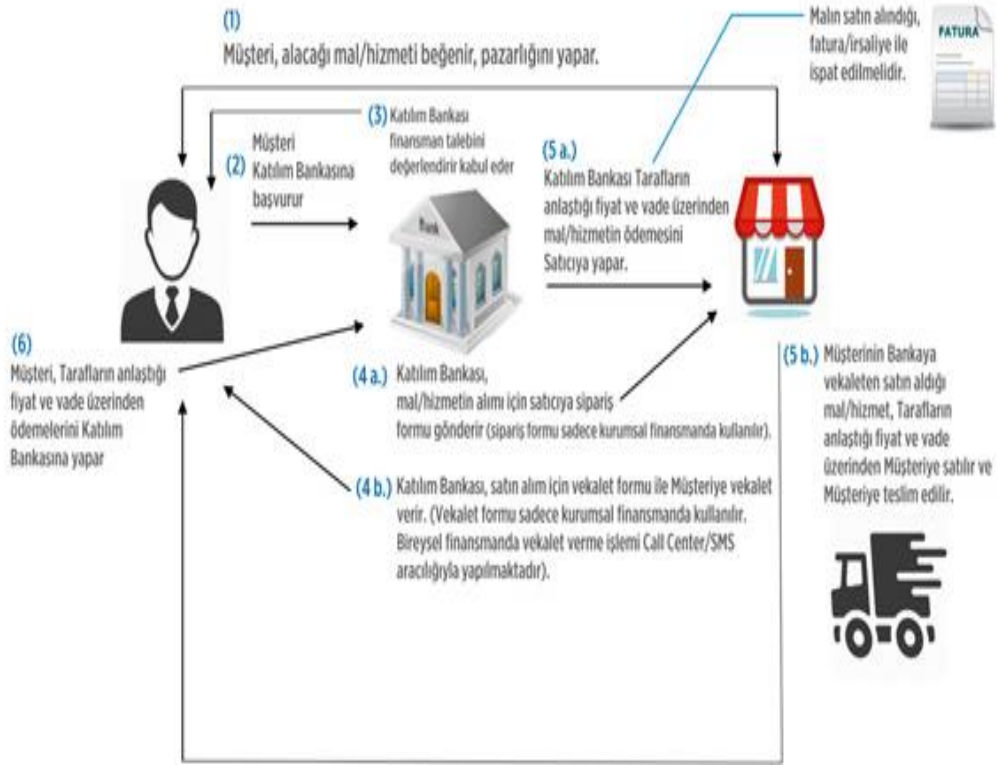 (1)
Müşteri, alacağı mal/hizmeti beğenir, pazarlığını yapar.
Malın satın alındığı,
fatura/irsaliye ile
ispat edilmelidir.
FATURA
(2)
Müşteri
Katılım Bankasına
başvurur
(3) Katılım Bankası
finansman talebini
değerlendirir kabul eder
Bank
(5 a.)
Katılım Bankası Tarafların
anlaştığı fiyat ve vade üzerinden
mal/hizmetin ödemesini
Satıcıya yapar.
(6)
Müşteri, Tarafların anlaştığı
fiyat ve vade üzerinden
ödemelerini Katılım
Bankasına yapar
(4 a.) Katılım Bankası,
mal/hizmetin alımı için satıcıya sipariş
formu gönderir (sipariş formu sadece kurumsal finansmanda kullanılır).
(5 b.) Müşterinin Bankaya
vekaleten satın aldığı
mal/hizmet, Tarafların
anlaştığı fiyat ve vade
üzerinden Müşteriye satılır ve
Müşteriye teslim edilir.
(4 b.) Katılım Bankası, satın alım için vekalet formu ile Müşteriye vekalet
verir. (Vekalet formu sadece kurumsal finansmanda kullanılır.
Bireysel finansmanda vekalet verme işlemi Call Center/SMS
aracılığıyla yapılmaktadır).